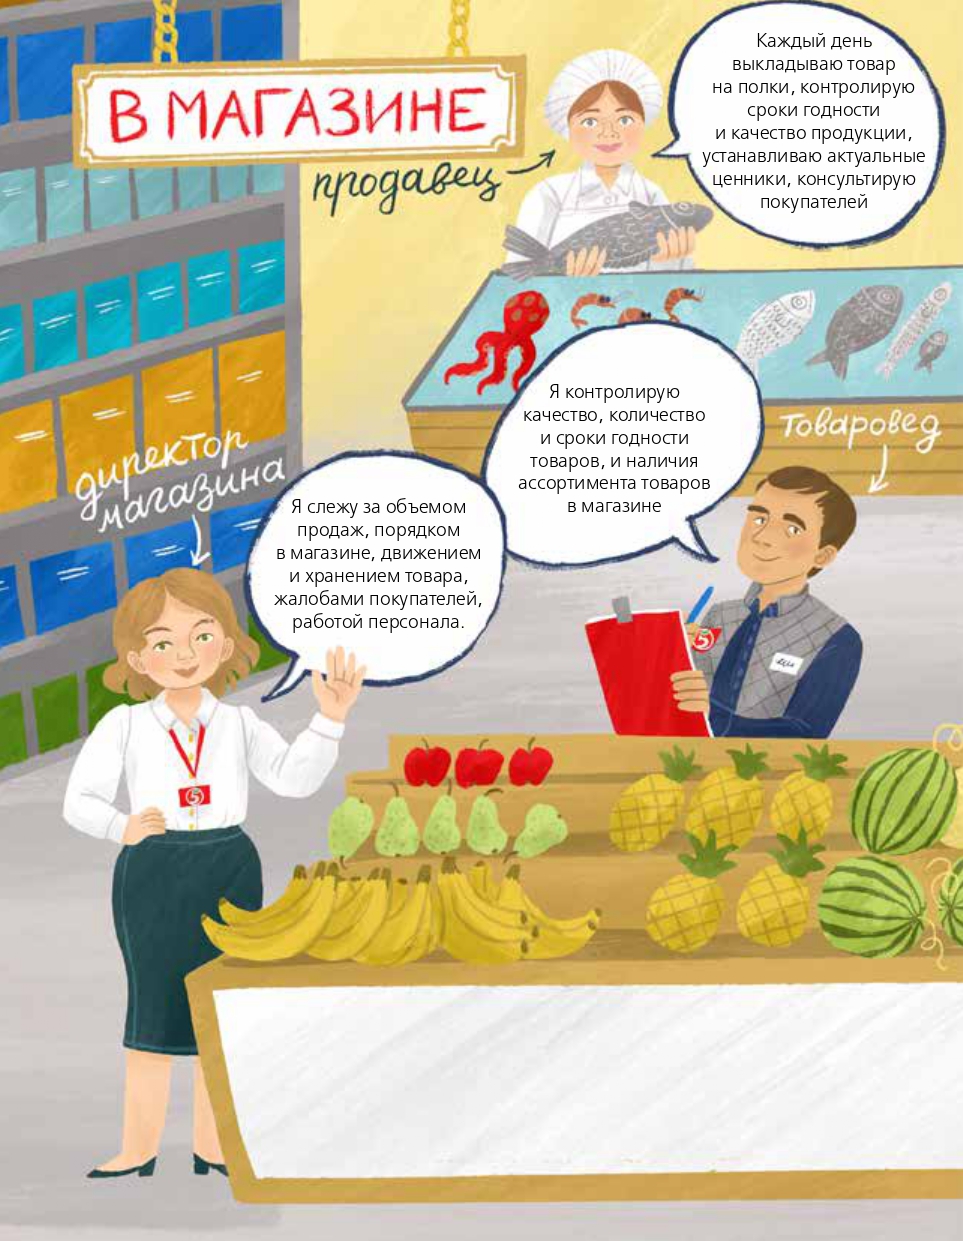 В МАГАЗИНЕ
продавец
Каждый день
выкладываю товар
на полки, контролирую
сроки годности
и качество продукции,
устанавливаю актуальные
ценники, консультирую
покупателей
Я контролирую
качество, количество
и сроки годности
товаров, и наличия
ассортимента товаров
в магазине
товаровед
директор
магазина
Я слежу за объемом
продаж, порядком
в магазине, движением
и хранением товара,
жалобами покупателей,
работой персонала.
5
5